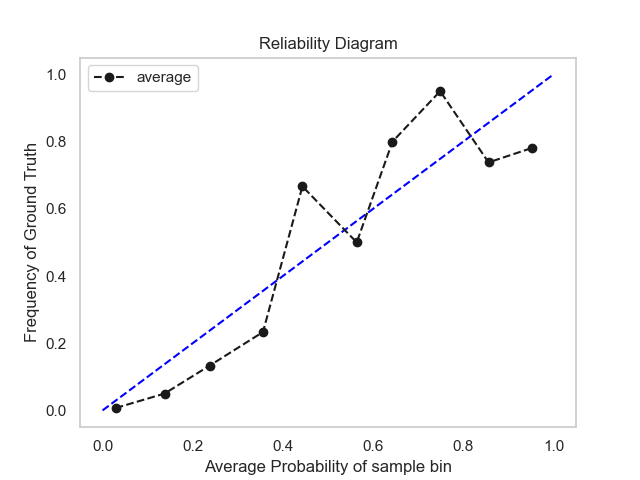 Reliability Diagram
average
Frequency of Ground Truth
1.0
0.8
0.6
0.4
0.2
0.0
0.0 0.2 0.4 0.6 0.8 1.0
Average Probability of sample bin